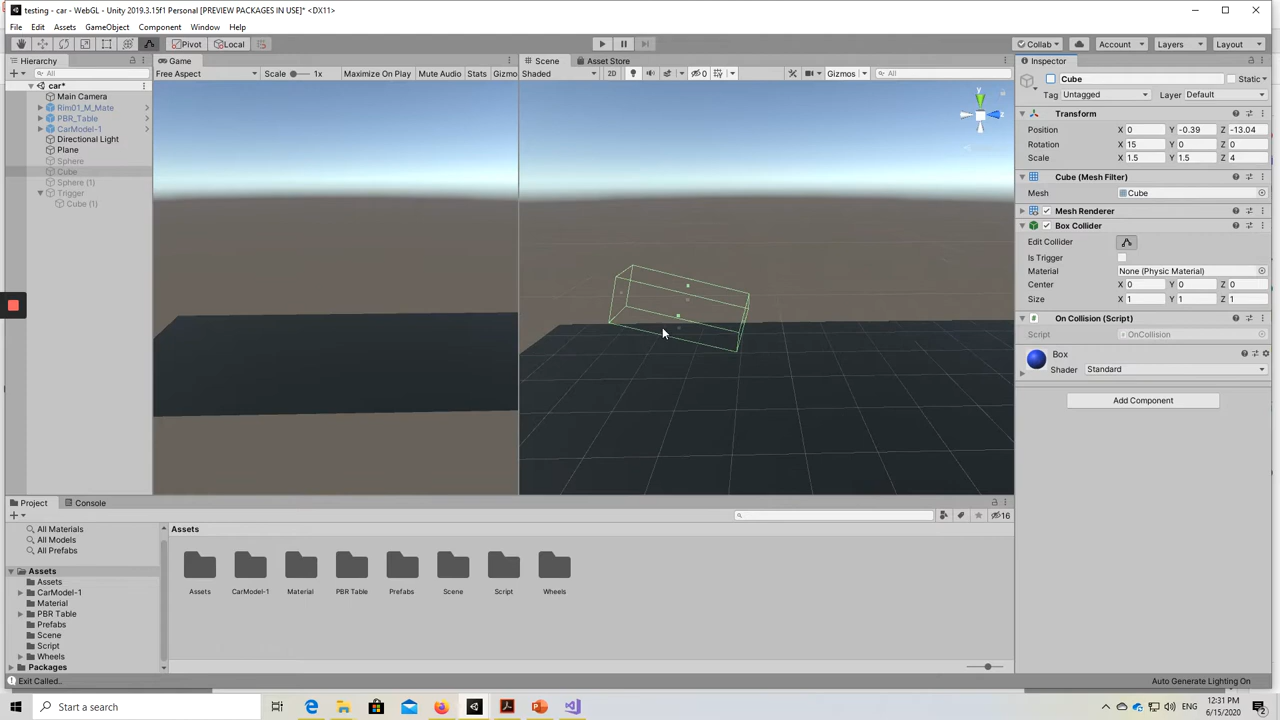 testing - car - WebGL - Unity 2019.3.15f1 Personal [PREVIEW PACKAGES IN USE]* <DX11>
File Edit Assets GameObject Component Window Help
Pivot Local Collab Account Layers Layout
Hierarchy Game Scene Asset Store Inspector
All Free Aspect Scale 1x Maximize On Play Mute Audio Stats Gizmo Shaded 2D 0 Gizmos All
car*
Main Camera
Rim01_M_Mate
PBR_Table
CarModel-1
Directional Light
Plane
Sphere
Cube
Sphere (1)
Trigger
Cube (1)
Cube Static
Tag Untagged Layer Default
Transform
Position X 0 Y -0.39 Z -13.04
Rotation X 15 Y 0 Z 0
Scale X 1.5 Y 1.5 Z 4
Cube (Mesh Filter)
Mesh Cube
Mesh Renderer
Box Collider
Edit Collider
Is Trigger
Material None (Physic Material)
Center X 0 Y 0 Z 0
Size X 1 Y 1 Z 1
On Collision (Script)
Script OnCollision
Box
Shader Standard
Add Component
y
z
Project Console
16
All Materials
All Models
All Prefabs
Assets
Assets
CarModel-1
Material
PBR Table
Prefabs
Scene
Script
Wheels
Packages
Assets
Assets CarModel-1 Material PBR Table Prefabs Scene Script Wheels
Exit Called.. Auto Generate Lighting On
Start a search
ENG
12:31 PM
6/15/2020
2